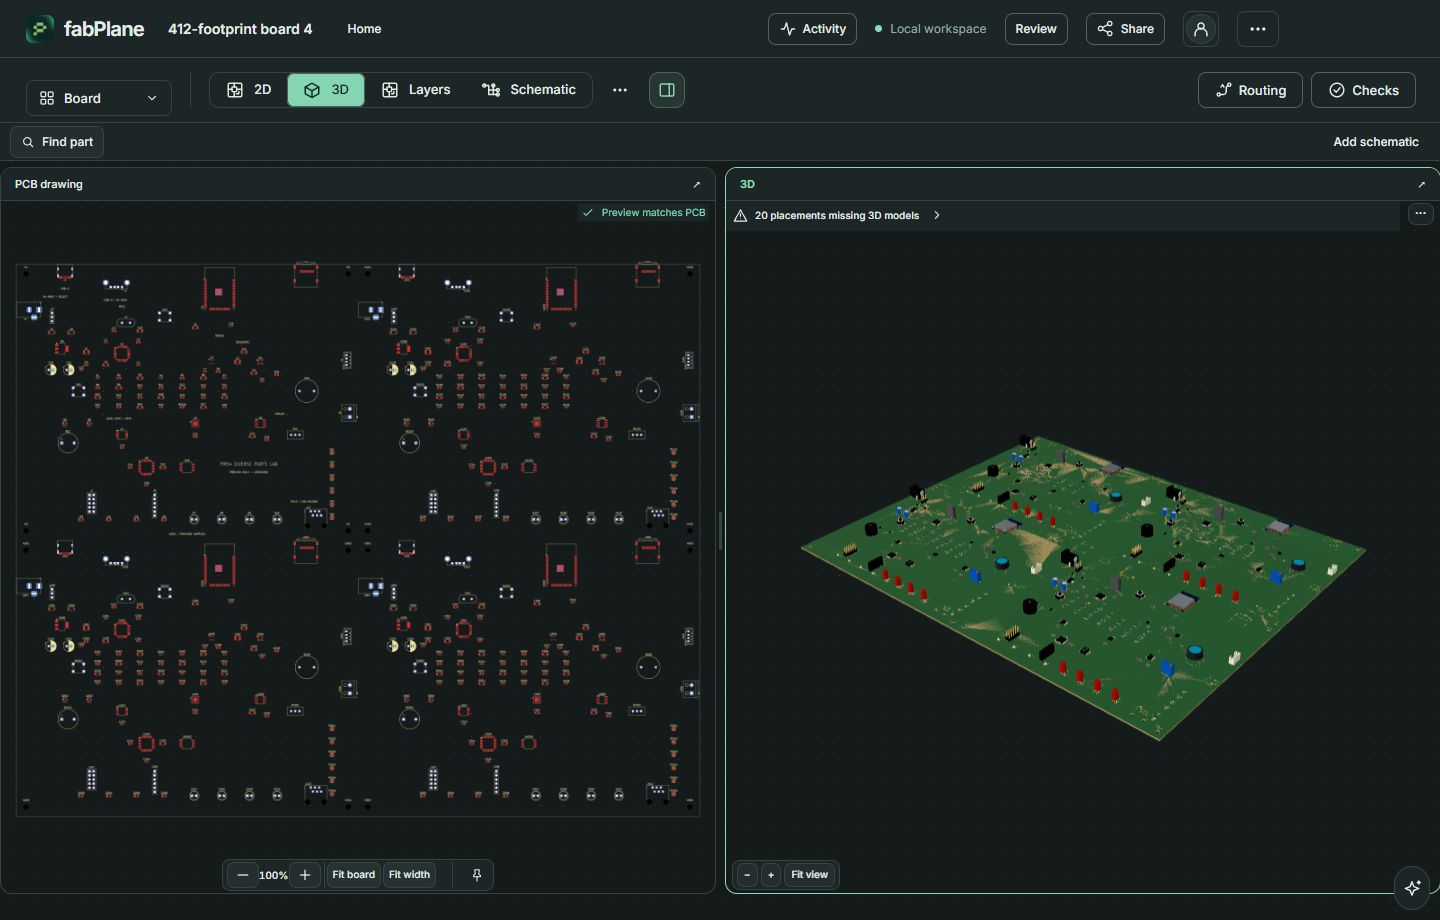 fabPlane
412-footprint board 4
Home
Activity
Local workspace
Review
Share
Board
2D
3D
Layers
Schematic
Routing
Checks
Find part
Add schematic
PCB drawing
3D
Preview matches PCB
20 placements missing 3D models
100%
Fit board
Fit width
Fit view